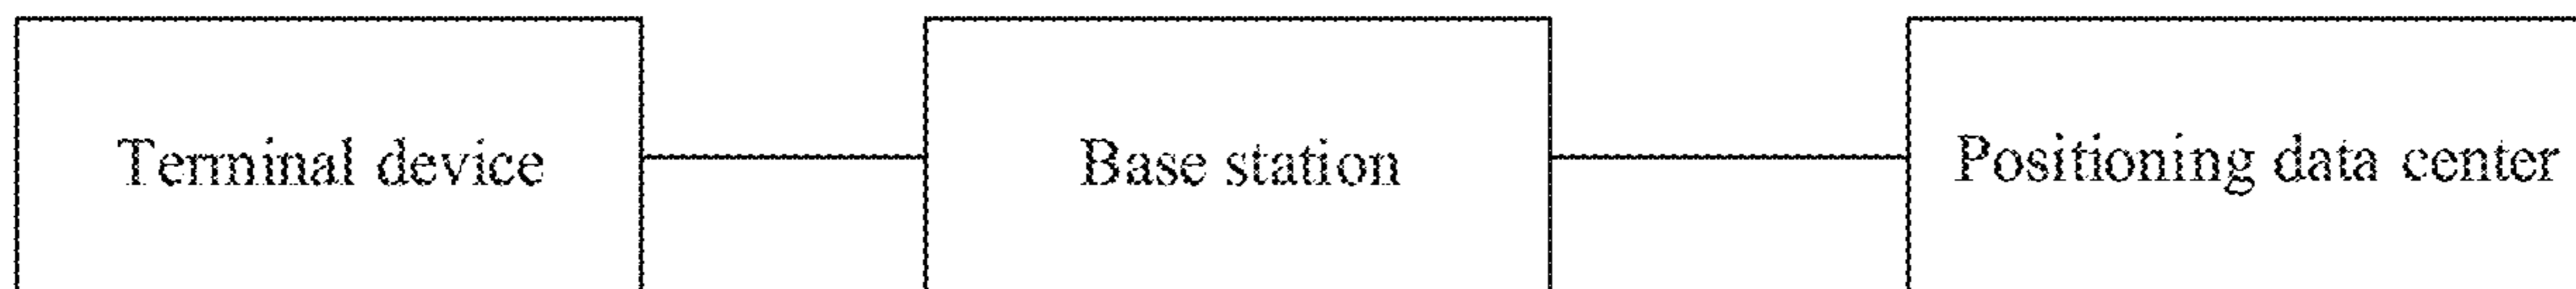 Terminal device
Base station
Positioning data center